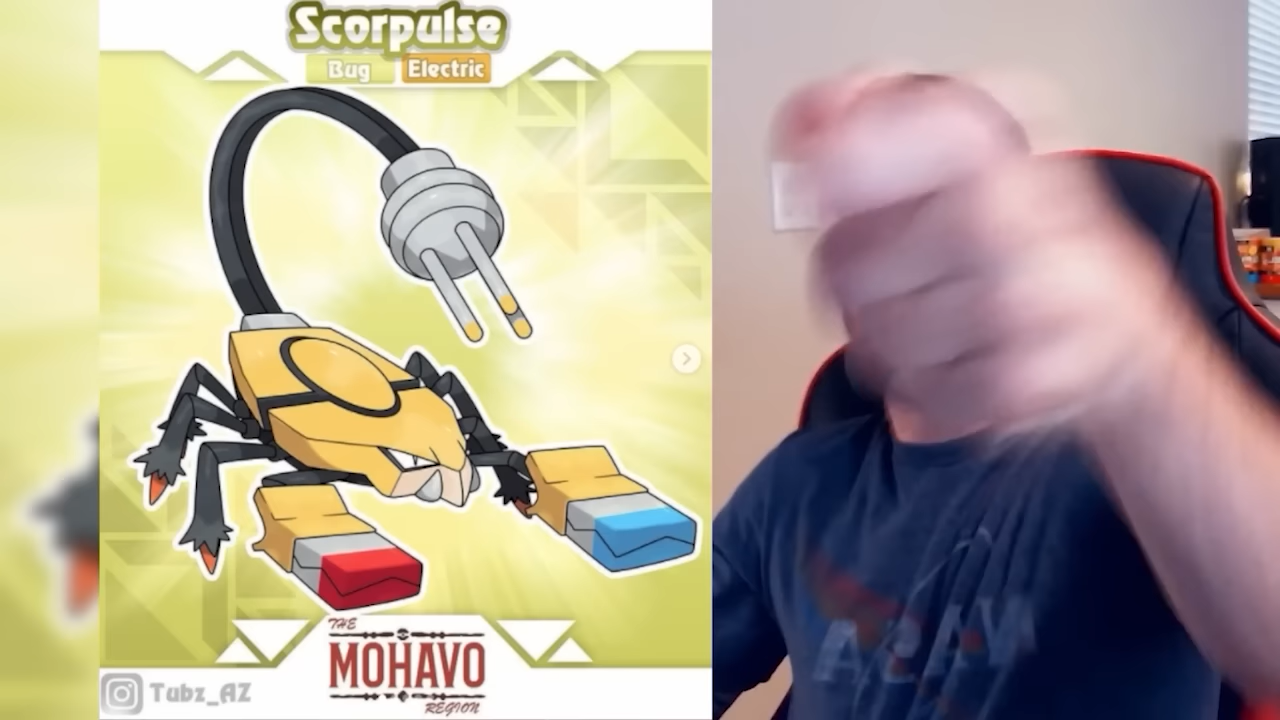 Scorpulse
Bug Electric
THE
MOHAVO
REGION
Tubz_AZ